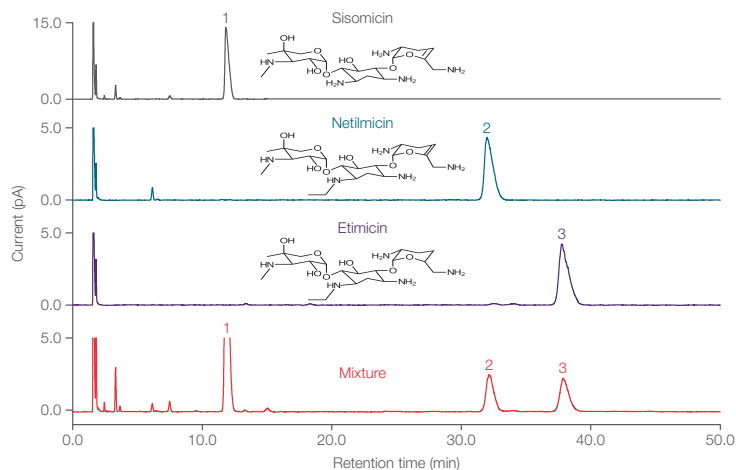 15.0
0.0
1
Sisomicin
OH
HN
HO
O
HO
O
H₂N
NH₂
O
H₂N
O
NH₂
5.0
0.0
Netilmicin
2
OH
HN
HO
O
HO
O
HN
NH₂
O
H₂N
O
NH₂
5.0
0.0
Etimicin
3
OH
HN
HO
O
HO
O
HN
NH₂
O
H₂N
O
NH₂
5.0
0.0
1
Mixture
2
3
Current (pA)
0.0 10.0 20.0 30.0 40.0 50.0
Retention time (min)